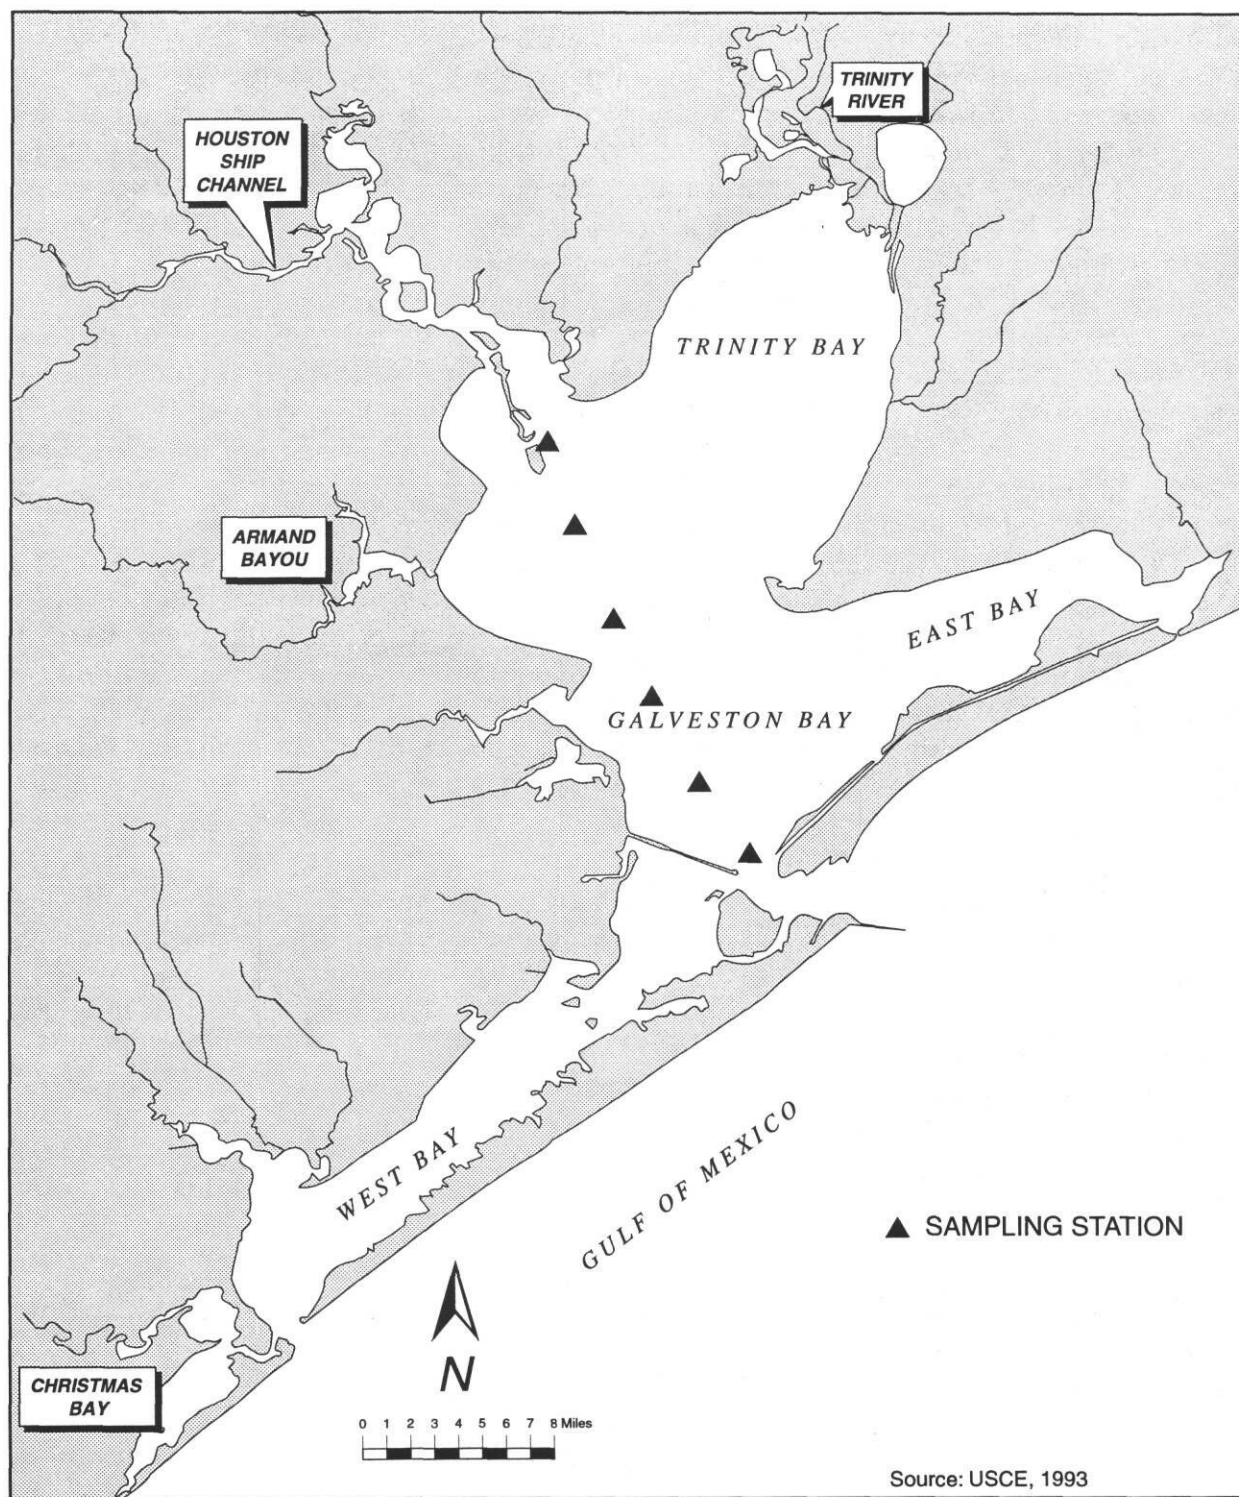 TRINITY
RIVER
HOUSTON
SHIP
CHANNEL
TRINITY BAY
ARMAND
BAYOU
EAST BAY
GALVESTON BAY
WEST BAY
GULF OF MEXICO
SAMPLING STATION
N
CHRISTMAS
BAY
0 1 2 3 4 5 6 7 8 Miles
Source: USCE, 1993